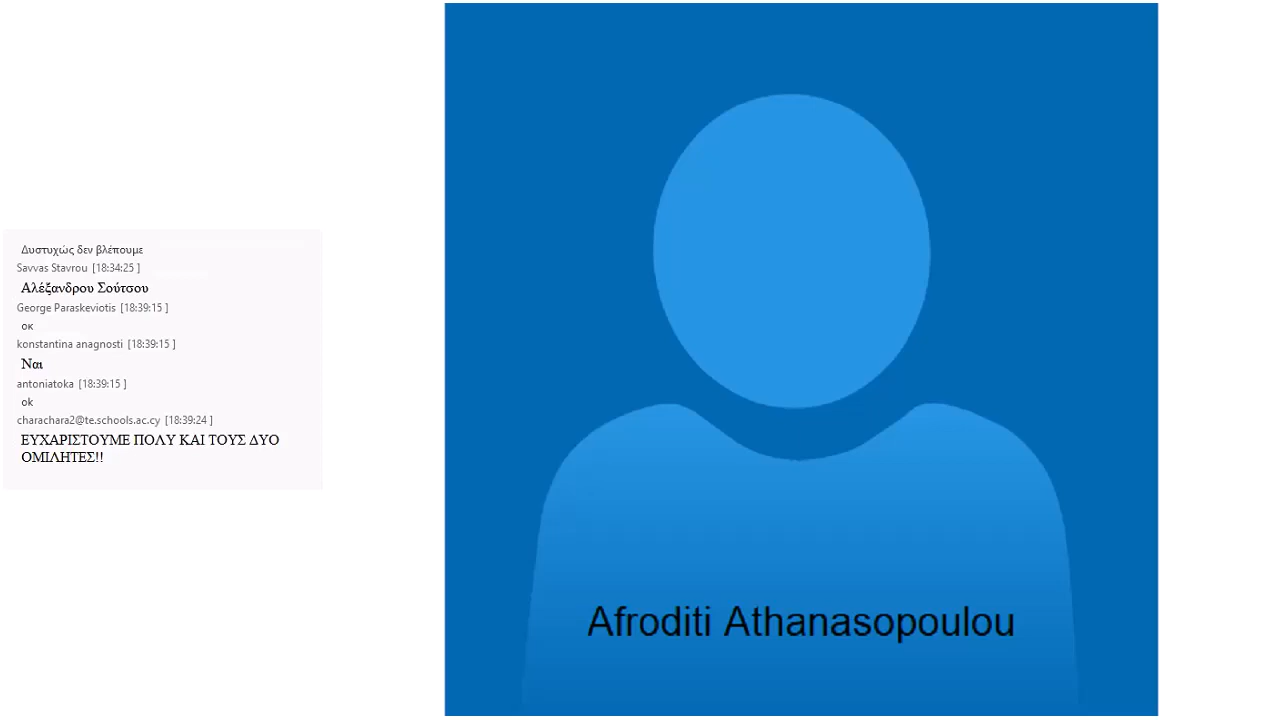 Δυστυχώς δεν βλέπουμε
Savvas Stavrou [18:34:25 ]
Αλέξανδρου Σούτσου
George Paraskeviotis [18:39:15 ]
οκ
konstantina anagnosti [18:39:15 ]
Ναι
antoniatoka [18:39:15 ]
ok
charachara2@te.schools.ac.cy [18:39:24 ]
ΕΥΧΑΡΙΣΤΟΥΜΕ ΠΟΛΥ ΚΑΙ ΤΟΥΣ ΔΥΟ
ΟΜΙΛΗΤΕΣ!!
Afroditi Athanasopoulou